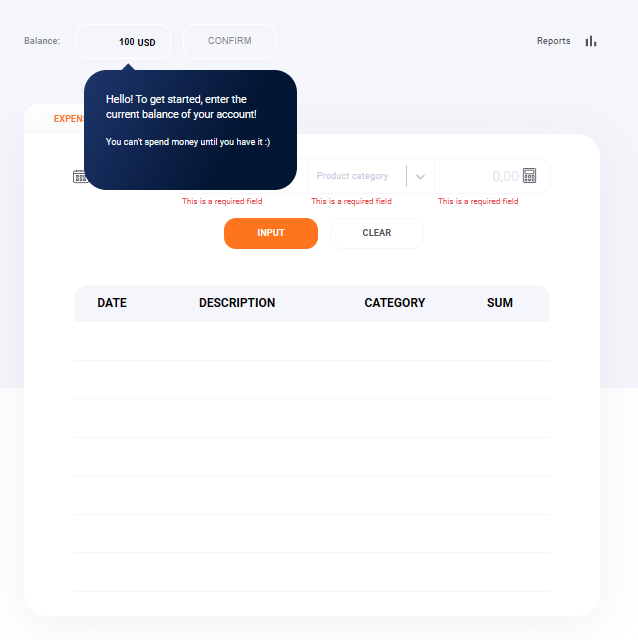 Balance:
100 USD
CONFIRM
Reports
Hello! To get started, enter the
current balance of your account!
You can't spend money until you have it :)
Product category
0,00
This is a required field
This is a required field
This is a required field
INPUT
CLEAR
DATE
DESCRIPTION
CATEGORY
SUM